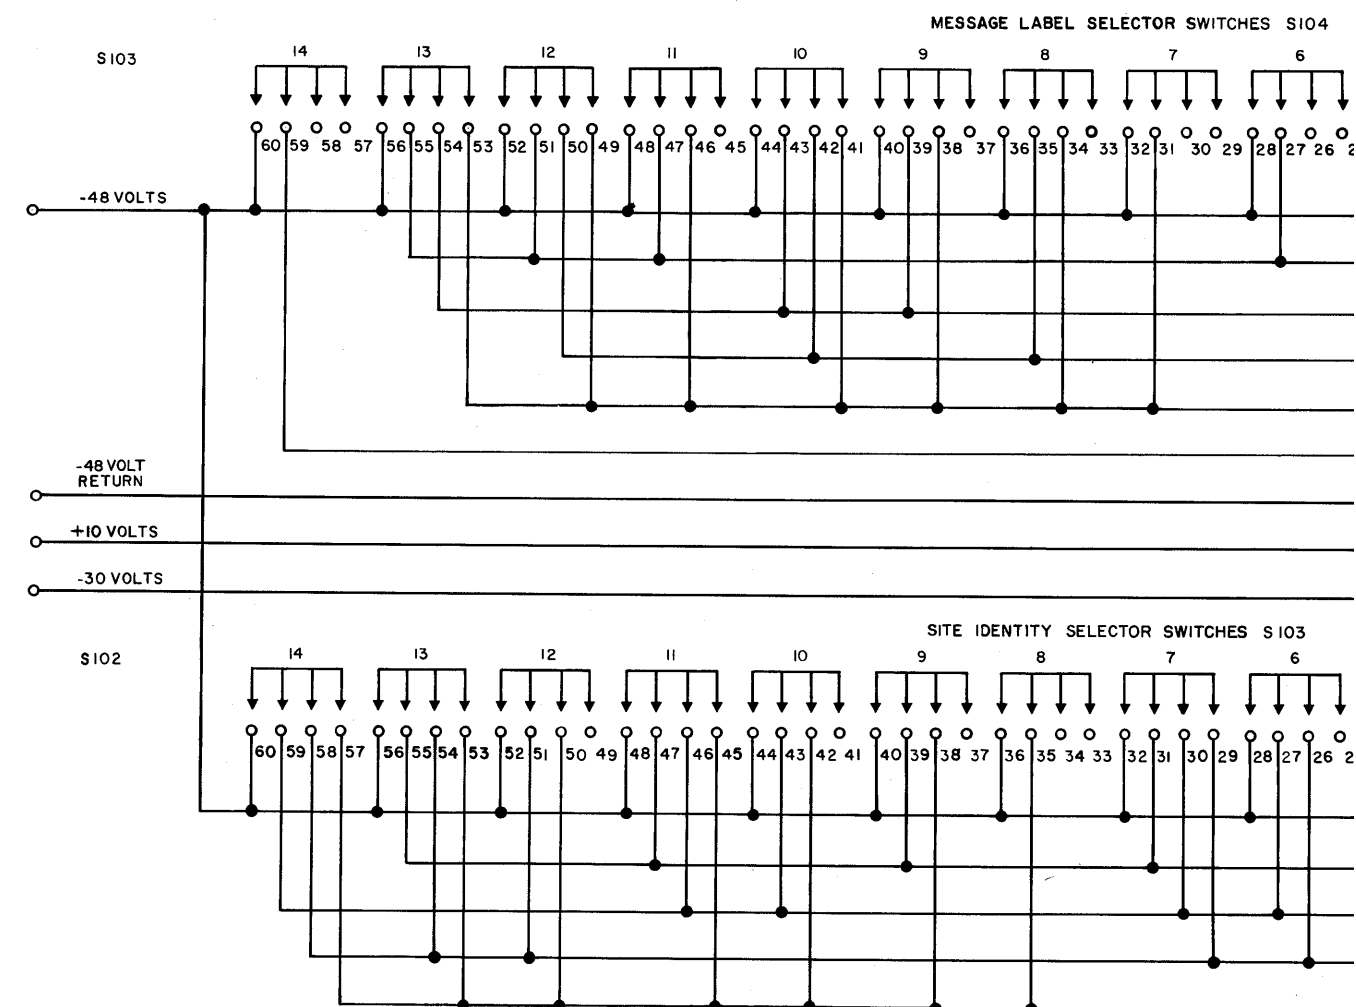 MESSAGE LABEL SELECTOR SWITCHES S104
S103
14 13 12 11 10 9 8 7 6
60 59 58 57 56 55 54 53 52 51 50 49 48 47 46 45 44 43 42 41 40 39 38 37 36 35 34 33 32 31 30 29 28 27 26 2
-48 VOLTS
-48 VOLT
RETURN
+10 VOLTS
-30 VOLTS
SITE IDENTITY SELECTOR SWITCHES S103
S102
14 13 12 11 10 9 8 7 6
60 59 58 57 56 55 54 53 52 51 50 49 48 47 46 45 44 43 42 41 40 39 38 37 36 35 34 33 32 31 30 29 28 27 26 2